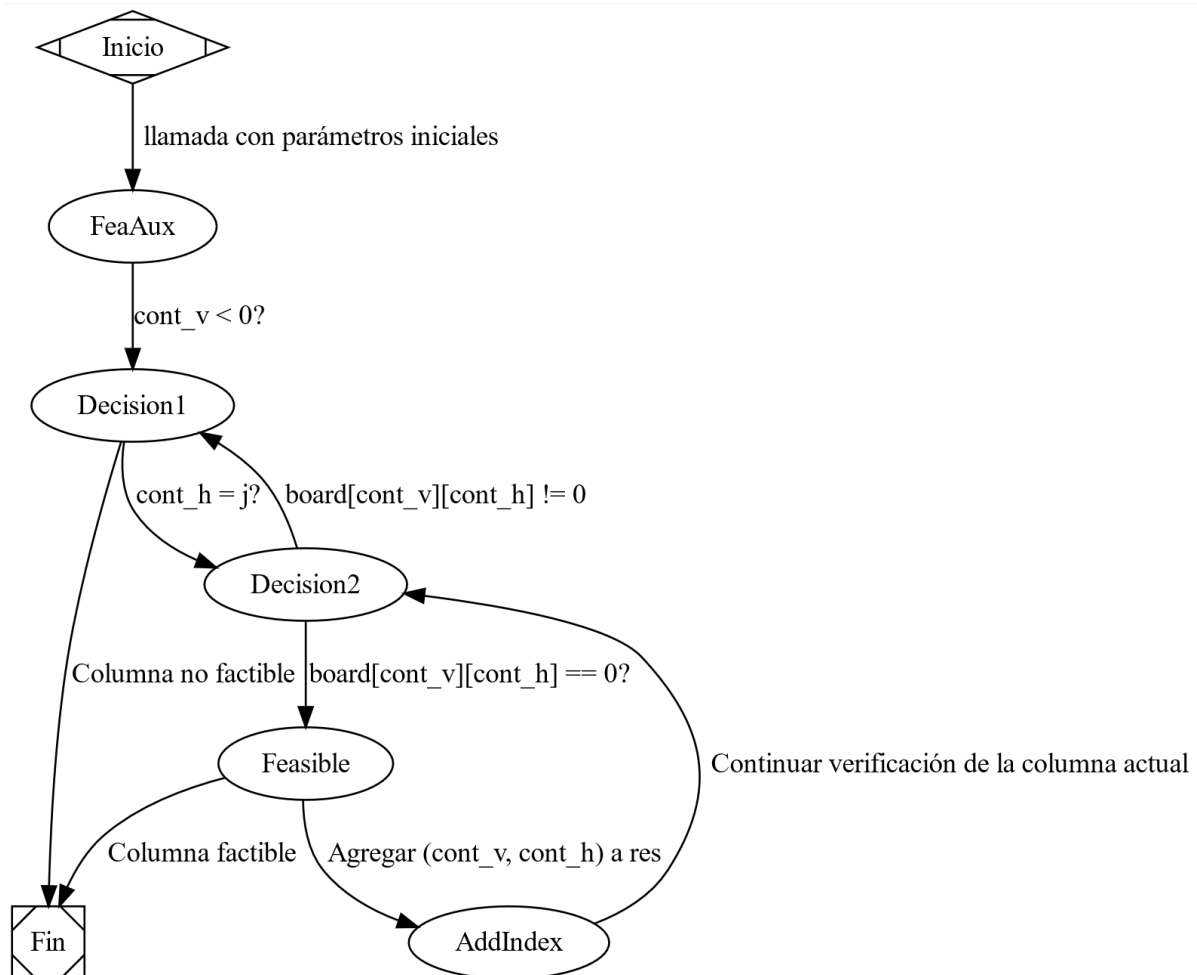 Inicio
llamada con parámetros iniciales
FeaAux
cont_v < 0?
Decision1
cont_h = j? board[cont_v][cont_h] != 0
Decision2
Columna no factible board[cont_v][cont_h] == 0?
Feasible Continuar verificación de la columna actual
Columna factible Agregar (cont_v, cont_h) a res
Fin AddIndex